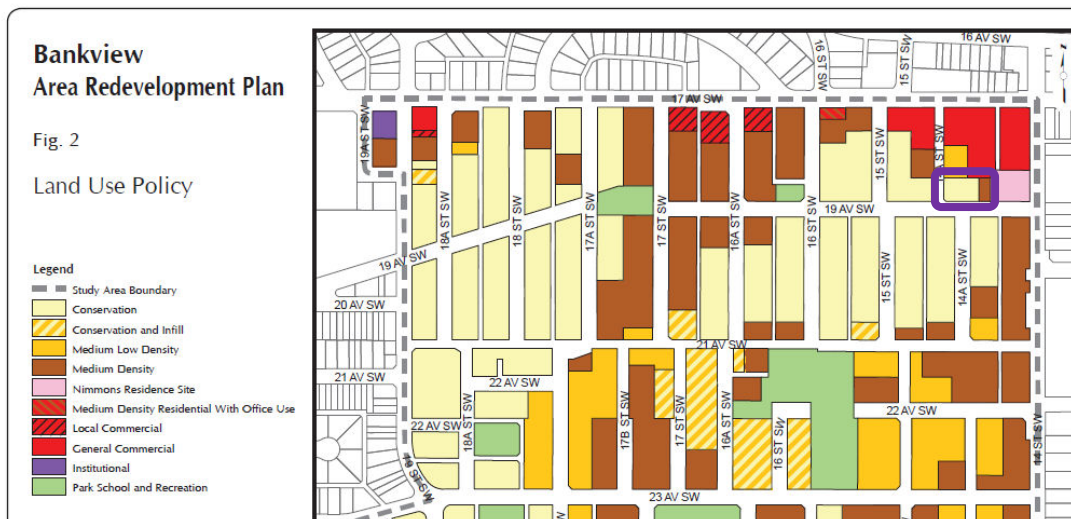 Bankview
Area Redevelopment Plan
Fig. 2
Land Use Policy
Legend
Study Area Boundary
Conservation
Conservation and Infill
Medium Low Density
Medium Density
Nimmons Residence Site
Medium Density Residential With Office Use
Local Commercial
General Commercial
Institutional
Park School and Recreation
16 ST SW
15 ST SW
16 AV SW
17 AV SW
19A ST SW
15 ST SW
18A ST SW
18 ST SW
17A ST SW
17 ST SW
16A ST SW
16 ST SW
19 AV SW
19 AV SW
15 ST SW
14A ST SW
20 AV SW
21 AV SW
21 AV SW
22 AV SW
22 AV SW
22 AV SW
18A ST SW
17B ST SW
17 ST SW
16A ST SW
16 ST SW
14 ST SW
19 ST SW
23 AV SW